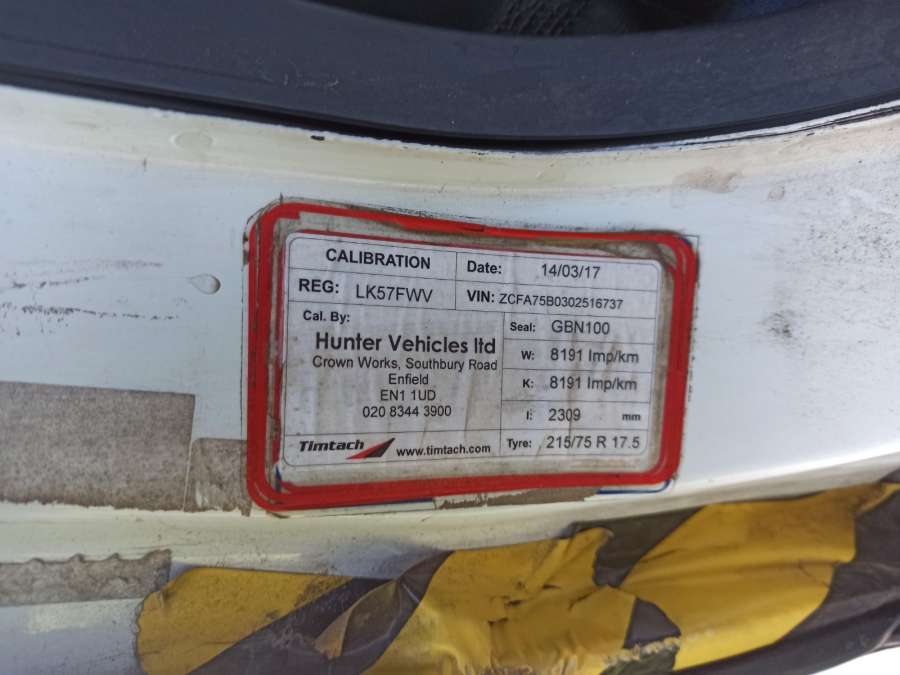 CALIBRATION
Date: 14/03/17
REG: LK57FWV
VIN: ZCFA75B0302516737
Cal. By:
Hunter Vehicles ltd
Crown Works, Southbury Road
Enfield
EN1 1UD
020 8344 3900
Seal: GBN100
W: 8191 Imp/km
K: 8191 Imp/km
l: 2309 mm
Timtach www.timtach.com
Tyre: 215/75 R 17.5